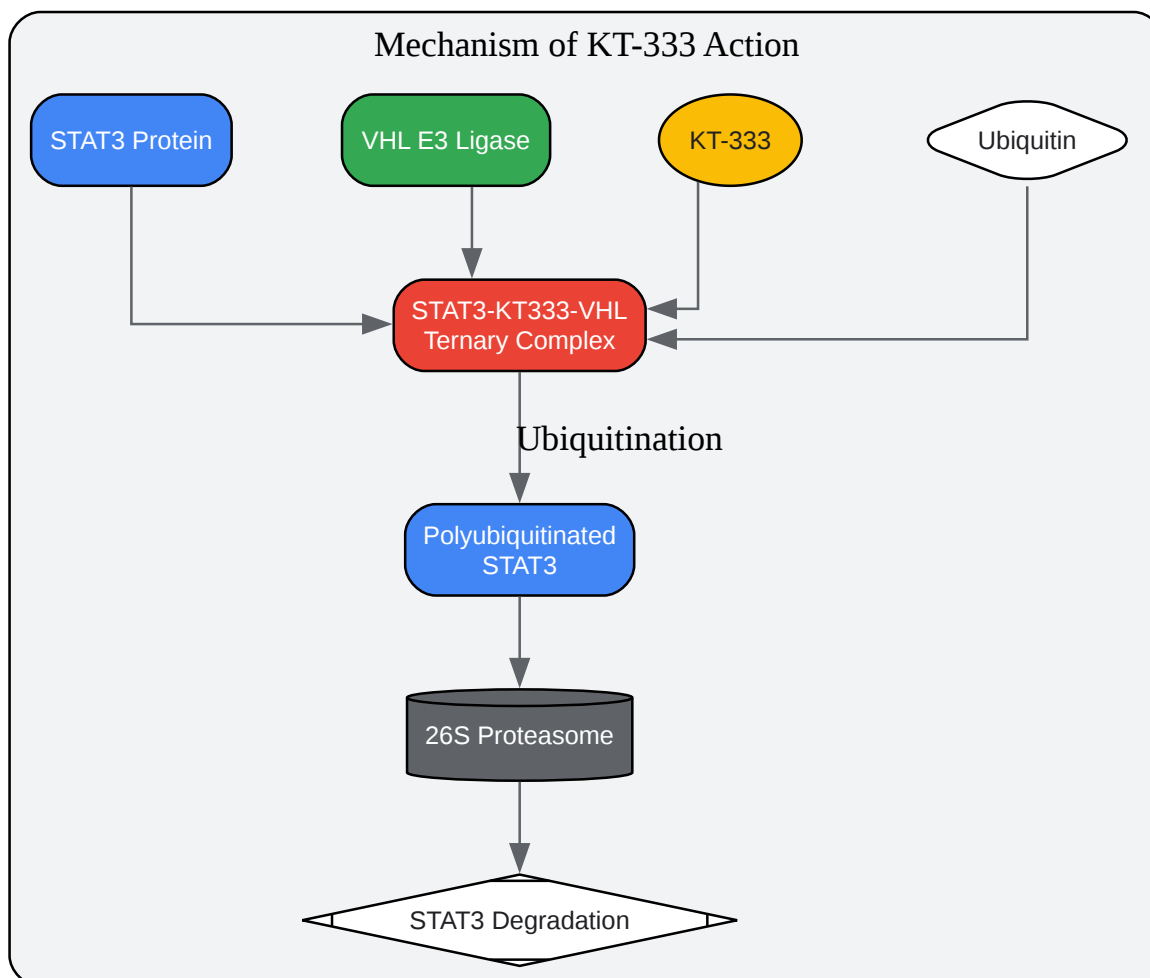 Mechanism of KT-333 Action
STAT3 Protein
VHL E3 Ligase
KT-333
Ubiquitin
STAT3-KT333-VHL
Ternary Complex
Ubiquitination
Polyubiquitinated
STAT3
26S Proteasome
STAT3 Degradation